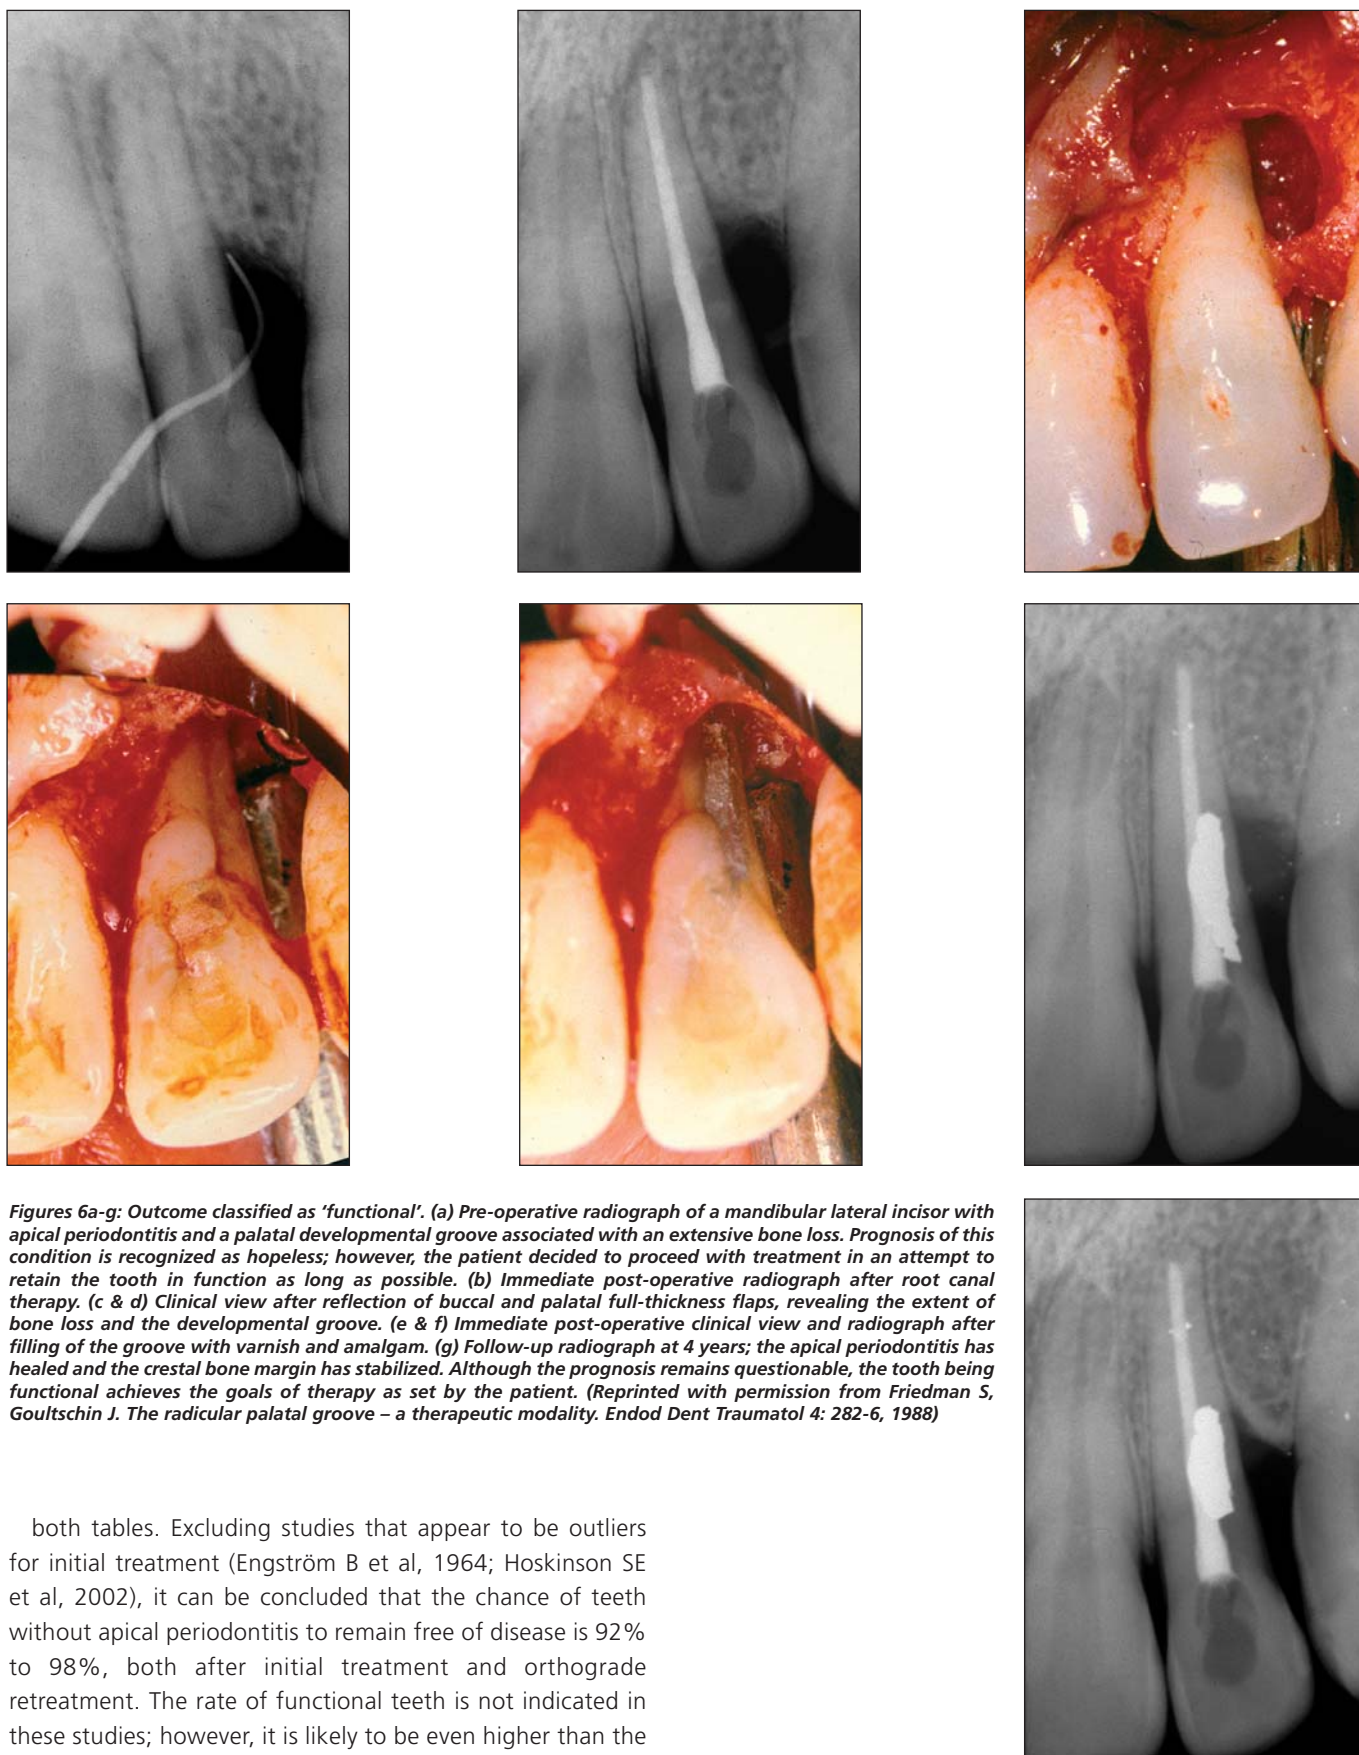 Figures 6a-g: Outcome classified as ‘functional’. (a) Pre-operative radiograph of a mandibular lateral incisor with
apical periodontitis and a palatal developmental groove associated with an extensive bone loss. Prognosis of this
condition is recognized as hopeless; however, the patient decided to proceed with treatment in an attempt to
retain the tooth in function as long as possible. (b) Immediate post-operative radiograph after root canal
therapy. (c & d) Clinical view after reflection of buccal and palatal full-thickness flaps, revealing the extent of
bone loss and the developmental groove. (e & f) Immediate post-operative clinical view and radiograph after
filling of the groove with varnish and amalgam. (g) Follow-up radiograph at 4 years; the apical periodontitis has
healed and the crestal bone margin has stabilized. Although the prognosis remains questionable, the tooth being
functional achieves the goals of therapy as set by the patient. (Reprinted with permission from Friedman S,
Goultschin J. The radicular palatal groove – a therapeutic modality. Endod Dent Traumatol 4: 282-6, 1988)
both tables. Excluding studies that appear to be outliers
for initial treatment (Engström B et al, 1964; Hoskinson SE
et al, 2002), it can be concluded that the chance of teeth
without apical periodontitis to remain free of disease is 92%
to 98%, both after initial treatment and orthograde
retreatment. The rate of functional teeth is not indicated in
these studies; however, it is likely to be even higher than the